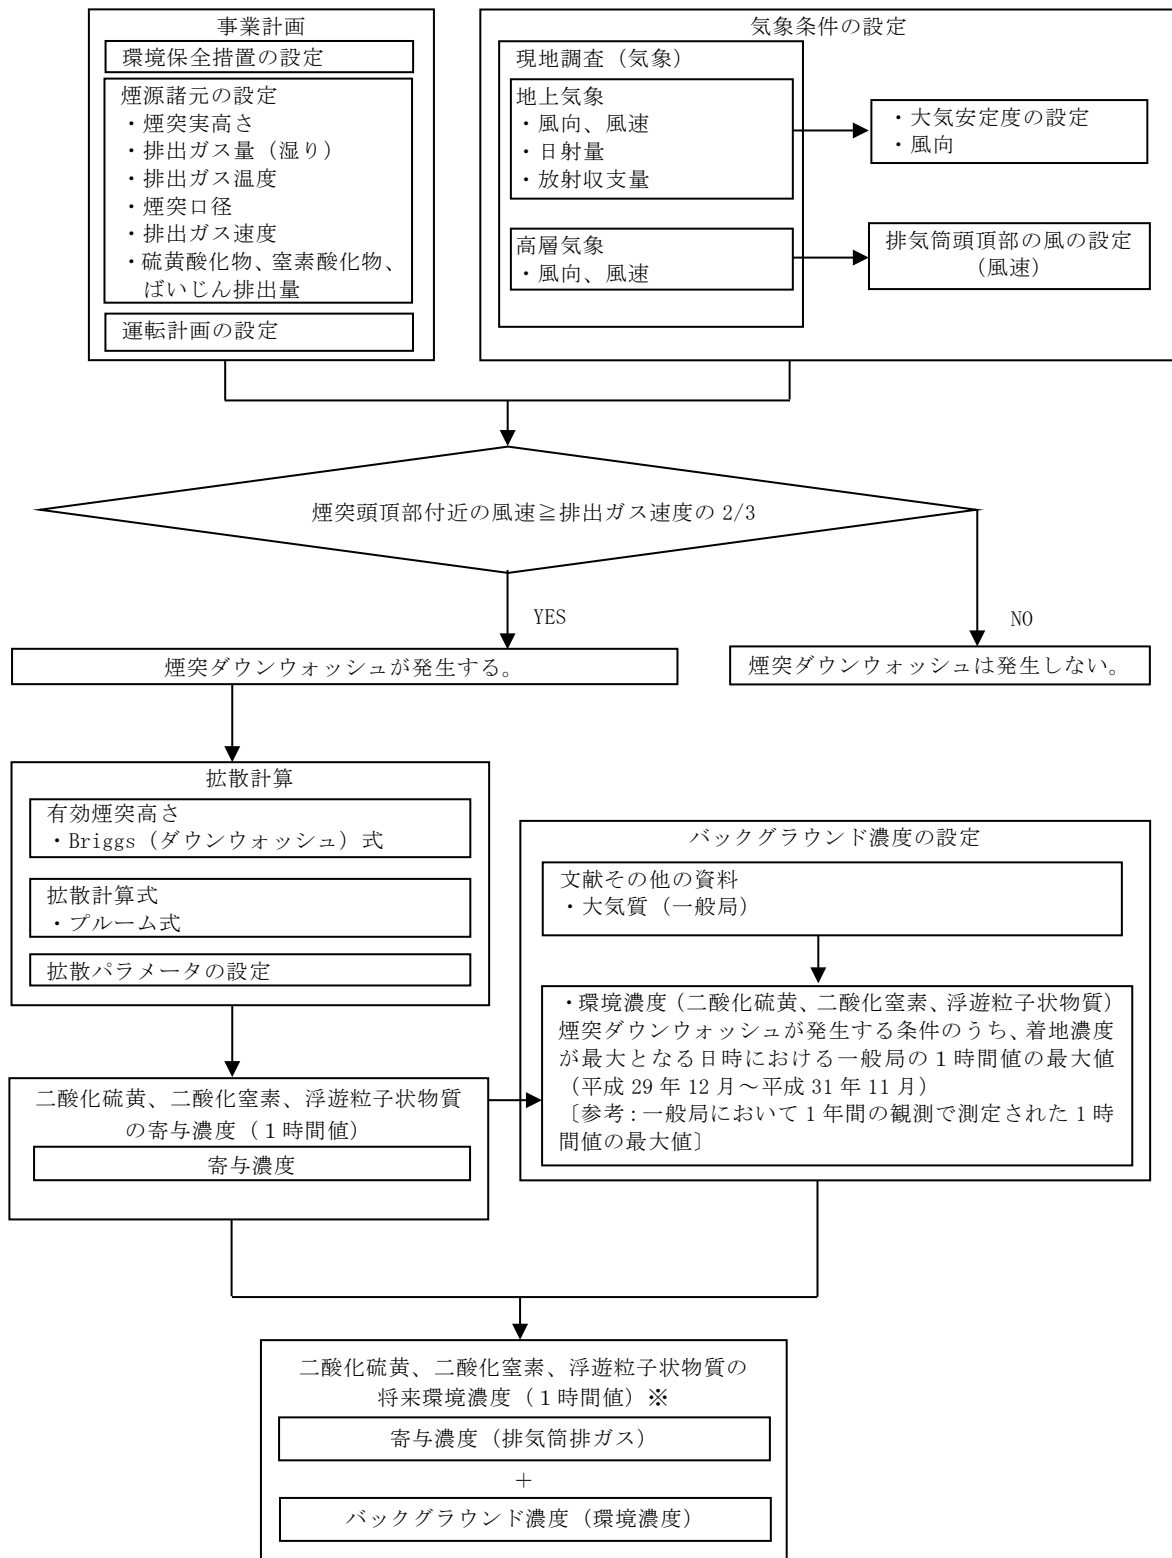 事業計画
環境保全措置の設定
煙源諸元の設定
・煙突実高さ
・排出ガス量（湿り）
・排出ガス温度
・煙突口径
・排出ガス速度
・硫黄酸化物、窒素酸化物、
ばいじん排出量
運転計画の設定
気象条件の設定
現地調査（気象）
地上気象
・風向、風速
・日射量
・放射収支量
・大気安定度の設定
・風向
高層気象
・風向、風速
排気筒頭頂部の風の設定
（風速）
煙突頭頂部付近の風速≧排出ガス速度の 2/3
YES
NO
煙突ダウンウォッシュが発生する。
煙突ダウンウォッシュは発生しない。
拡散計算
有効煙突高さ
・Briggs（ダウンウォッシュ）式
拡散計算式
・プルーム式
拡散パラメータの設定
バックグラウンド濃度の設定
文献その他の資料
・大気質（一般局）
・環境濃度（二酸化硫黄、二酸化窒素、浮遊粒子状物質）
煙突ダウンウォッシュが発生する条件のうち、着地濃度
が最大となる日時における一般局の１時間値の最大値
（平成 29 年 12 月～平成 31 年 11 月）
〔参考：一般局において 1 年間の観測で測定された 1 時
間値の最大値〕
二酸化硫黄、二酸化窒素、浮遊粒子状物質
の寄与濃度（１時間値）
寄与濃度
二酸化硫黄、二酸化窒素、浮遊粒子状物質の
将来環境濃度（１時間値）※
寄与濃度（排気筒排ガス）
＋
バックグラウンド濃度（環境濃度）